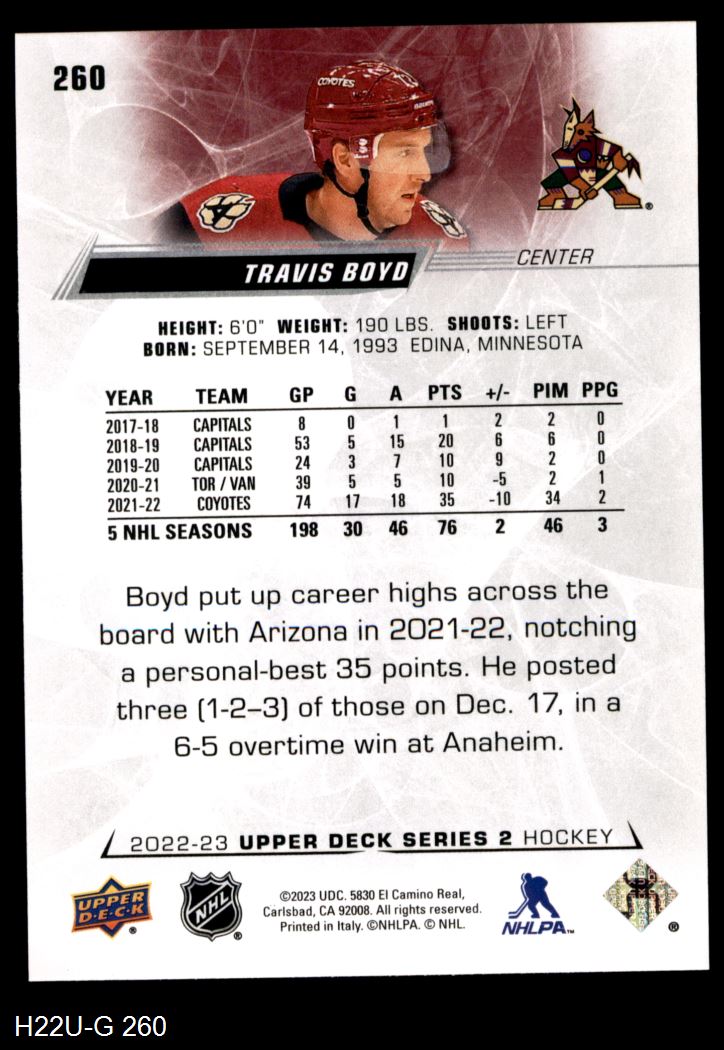 260
COYOTES
TRAVIS BOYD
CENTER
HEIGHT: 6'0" WEIGHT: 190 LBS. SHOOTS: LEFT
BORN: SEPTEMBER 14, 1993 EDINA, MINNESOTA
YEAR TEAM GP G A PTS +/- PIM PPG
2017-18 CAPITALS 8 0 1 1 2 2 0
2018-19 CAPITALS 53 5 15 20 6 6 0
2019-20 CAPITALS 24 3 7 10 9 2 0
2020-21 TOR / VAN 39 5 5 10 -5 2 1
2021-22 COYOTES 74 17 18 35 -10 34 2
5 NHL SEASONS 198 30 46 76 2 46 3
Boyd put up career highs across the
board with Arizona in 2021-22, notching
a personal-best 35 points. He posted
three (1-2–3) of those on Dec. 17, in a
6-5 overtime win at Anaheim.
2022-23 UPPER DECK SERIES 2 HOCKEY
UPPER
D·E·C·K
®
NHL
®
©2023 UDC. 5830 El Camino Real,
Carlsbad, CA 92008. All rights reserved.
Printed in Italy. ©NHLPA. © NHL.
NHLPA™
®
H22U-G 260